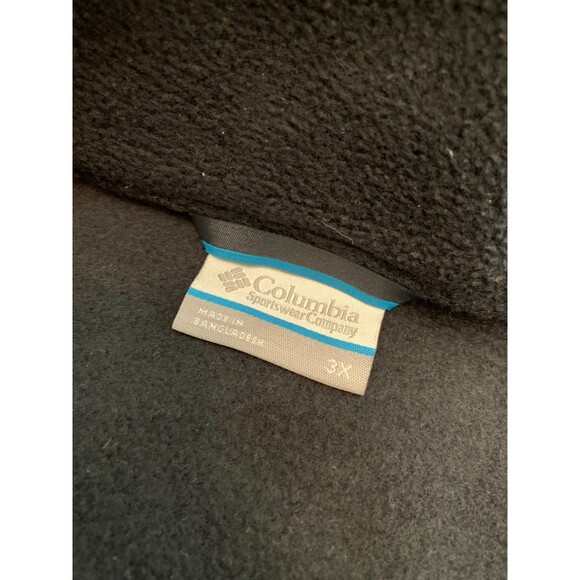 Columbia
Sportswear Company
MADE IN
BANGLADESH
3X